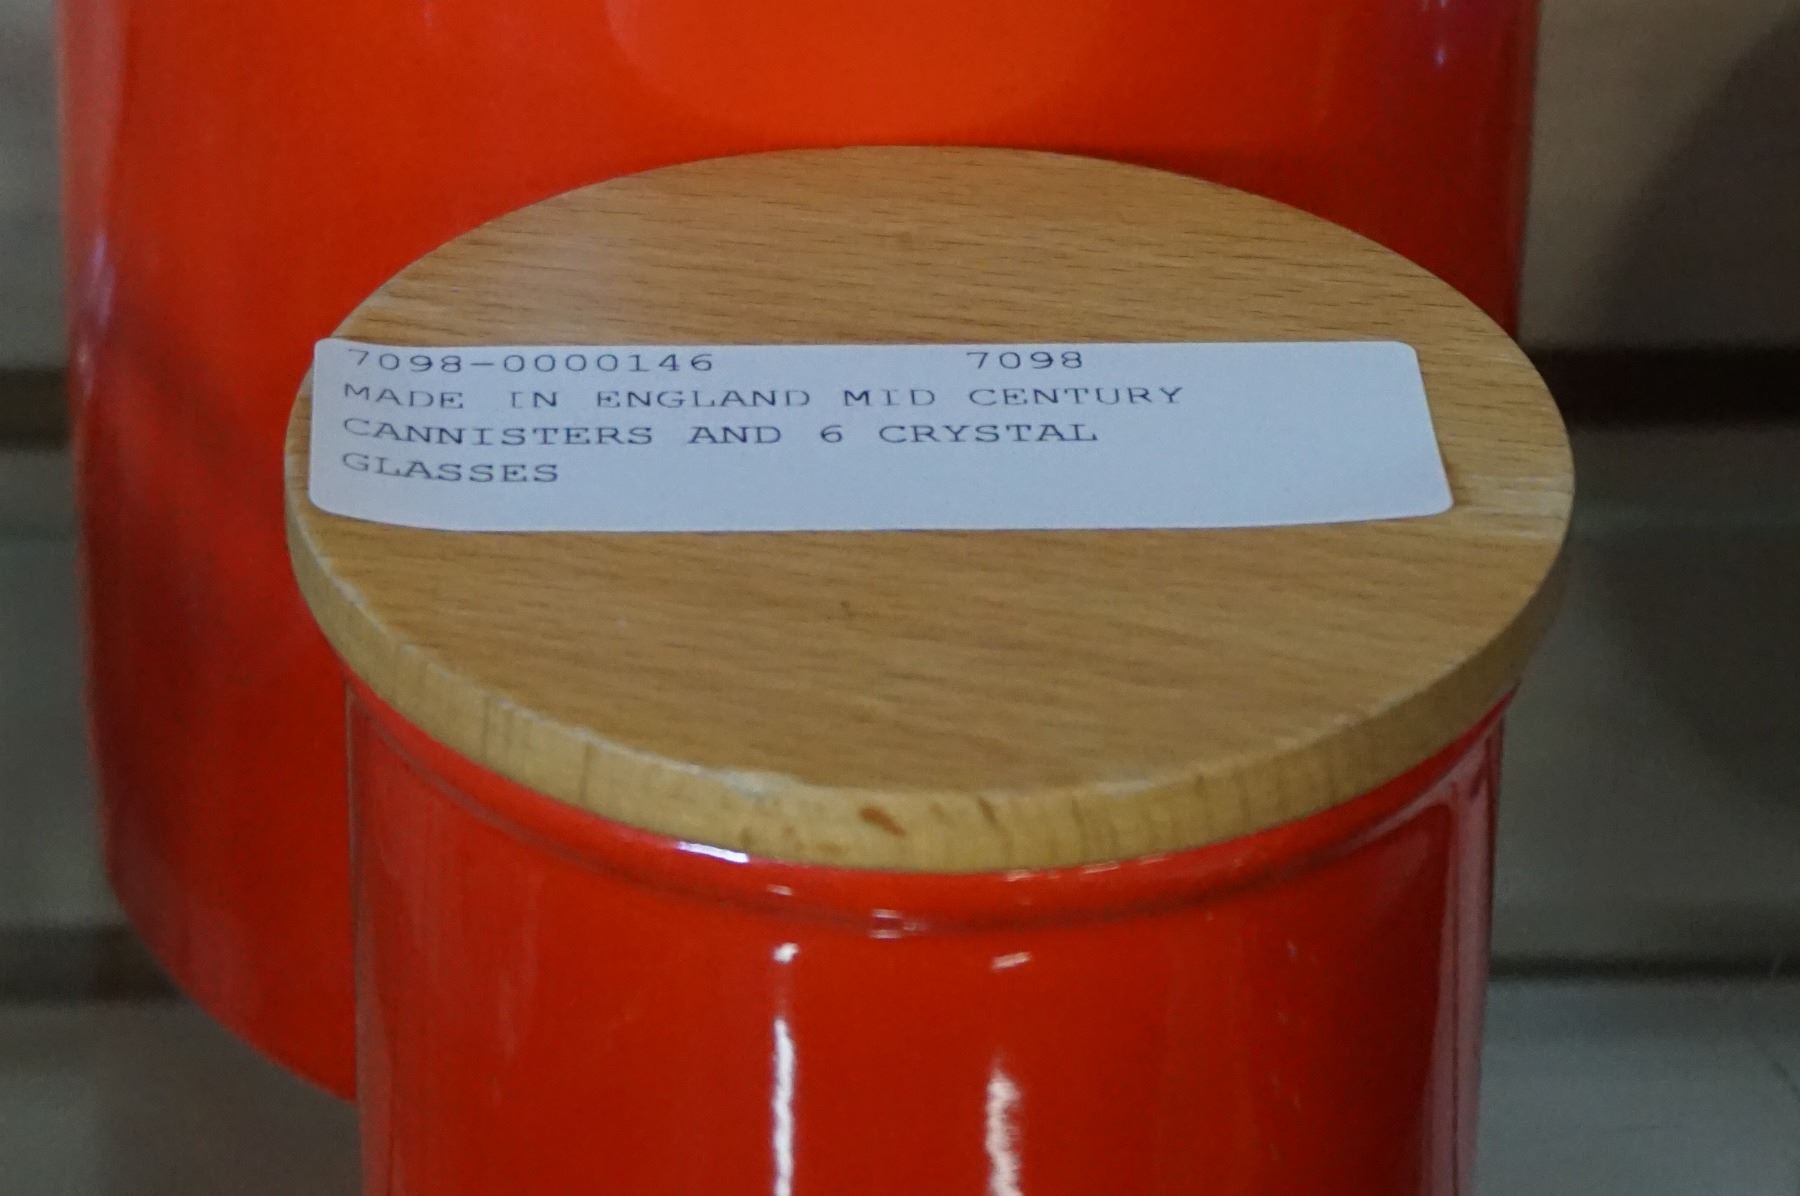 7098-0000146 7098
MADE IN ENGLAND MID CENTURY
CANNISTERS AND 6 CRYSTAL
GLASSES